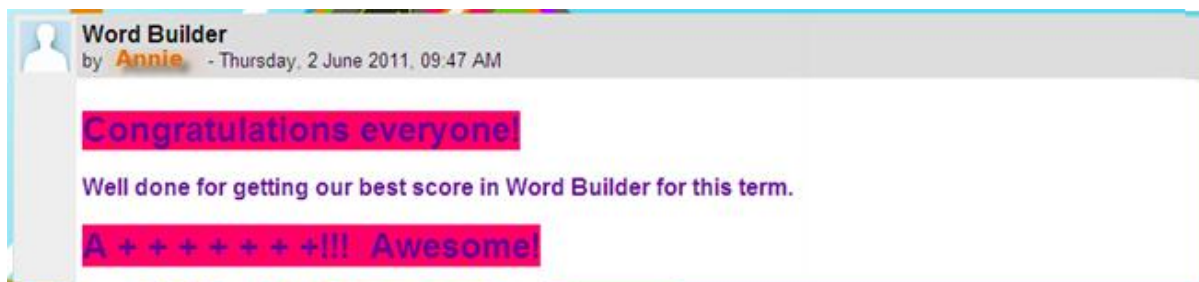 Word Builder
by Annie - Thursday, 2 June 2011, 09:47 AM
Congratulations everyone!
Well done for getting our best score in Word Builder for this term.
A + + + + + + +!!! Awesome!